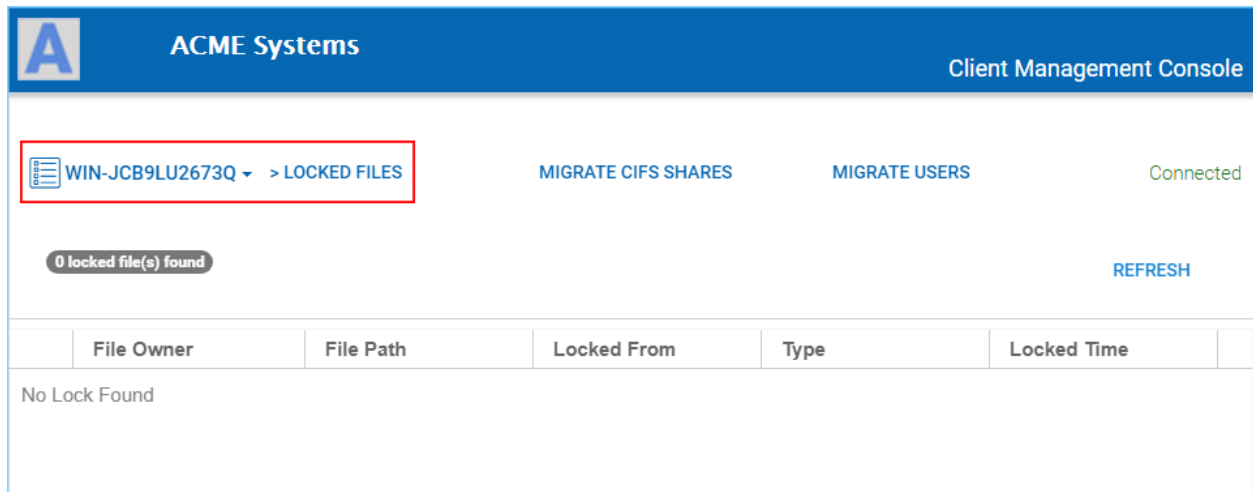 A
ACME Systems
Client Management Console
WIN-JCB9LU2673Q > LOCKED FILES MIGRATE CIFS SHARES MIGRATE USERS Connected
0 locked file(s) found REFRESH
File Owner File Path Locked From Type Locked Time
No Lock Found